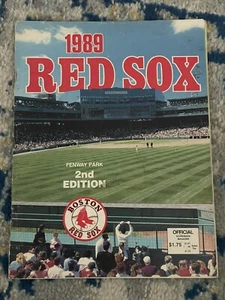 1989
RED SOX
FENWAY PARK
2nd
EDITION
BOSTON
RED SOX
OFFICIAL
$1.75